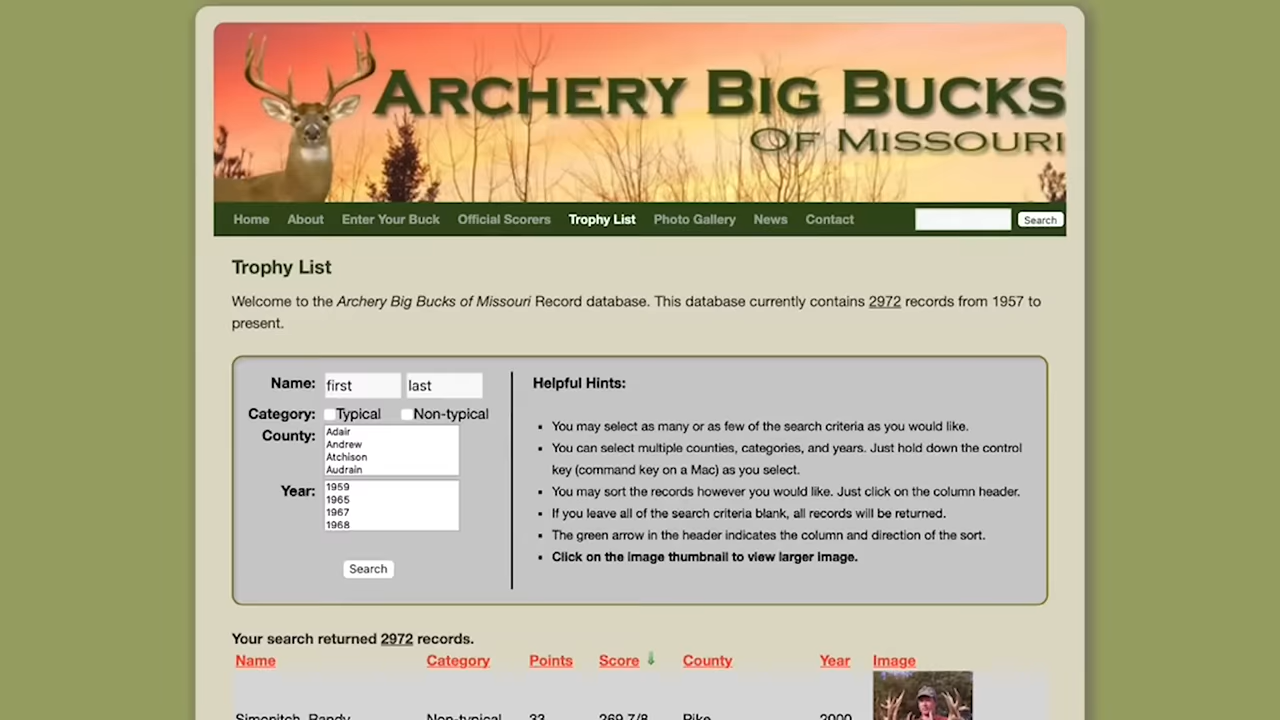 ARCHERY BIG BUCKS
OF MISSOURI
Home About Enter Your Buck Official Scorers Trophy List Photo Gallery News Contact Search
Trophy List
Welcome to the Archery Big Bucks of Missouri Record database. This database currently contains 2972 records from 1957 to
present.
Name: first last
Category: Typical Non-typical
County: Adair
Andrew
Atchison
Audrain
Year: 1959
1965
1967
1968
Search
Helpful Hints:
▪ You may select as many or as few of the search criteria as you would like.
▪ You can select multiple counties, categories, and years. Just hold down the control
key (command key on a Mac) as you select.
▪ You may sort the records however you would like. Just click on the column header.
▪ If you leave all of the search criteria blank, all records will be returned.
▪ The green arrow in the header indicates the column and direction of the sort.
▪ Click on the image thumbnail to view larger image.
Your search returned 2972 records.
Name Category Points Score County Year Image
Simonitch, Randy Non-typical 33 269 7/8 Pike 2000